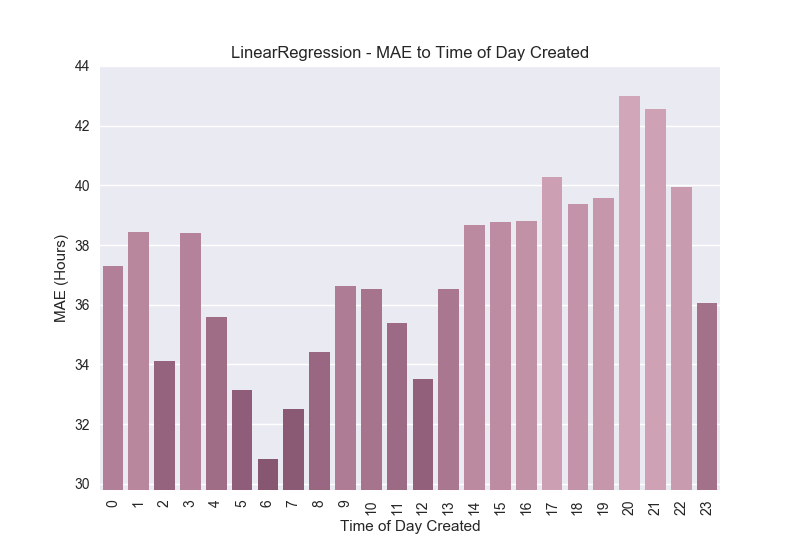 LinearRegression - MAE to Time of Day Created
44
42
40
38
36
34
32
30
MAE (Hours)
0 1 2 3 4 5 6 7 8 9 10 11 12 13 14 15 16 17 18 19 20 21 22 23
Time of Day Created